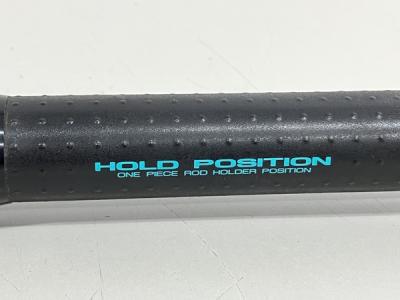 HOLD POSITION
ONE PIECE ROD HOLDER POSITION